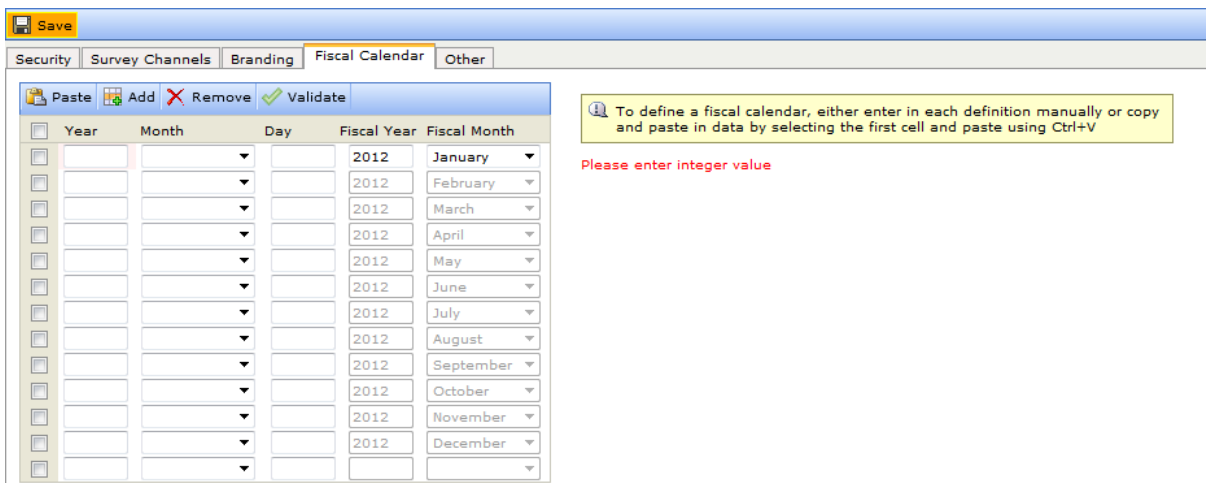 Save
Security Survey Channels Branding Fiscal Calendar Other
Paste Add Remove Validate
Year Month Day Fiscal Year Fiscal Month
2012 January
2012 February
2012 March
2012 April
2012 May
2012 June
2012 July
2012 August
2012 September
2012 October
2012 November
2012 December
To define a fiscal calendar, either enter in each definition manually or copy
and paste in data by selecting the first cell and paste using Ctrl+V
Please enter integer value